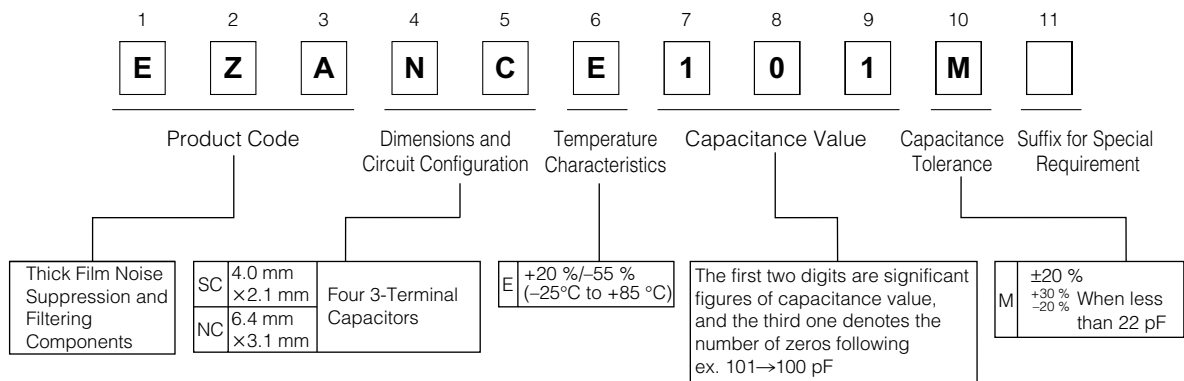 1 2 3 4 5 6 7 8 9 10 11
E Z A N C E 1 0 1 M
Product Code
Dimensions and
Circuit Configuration
Temperature
Characteristics
Capacitance Value
Capacitance
Tolerance
Suffix for Special
Requirement
Thick Film Noise
Suppression and
Filtering
Components
SC 4.0 mm
×2.1 mm
NC 6.4 mm
×3.1 mm
Four 3-Terminal
Capacitors
E +20 %/–55 %
(–25°C to +85 °C)
The first two digits are significant
figures of capacitance value,
and the third one denotes the
number of zeros following
ex. 101→100 pF
M ±20 %
+30 %
–20 %
When less
than 22 pF